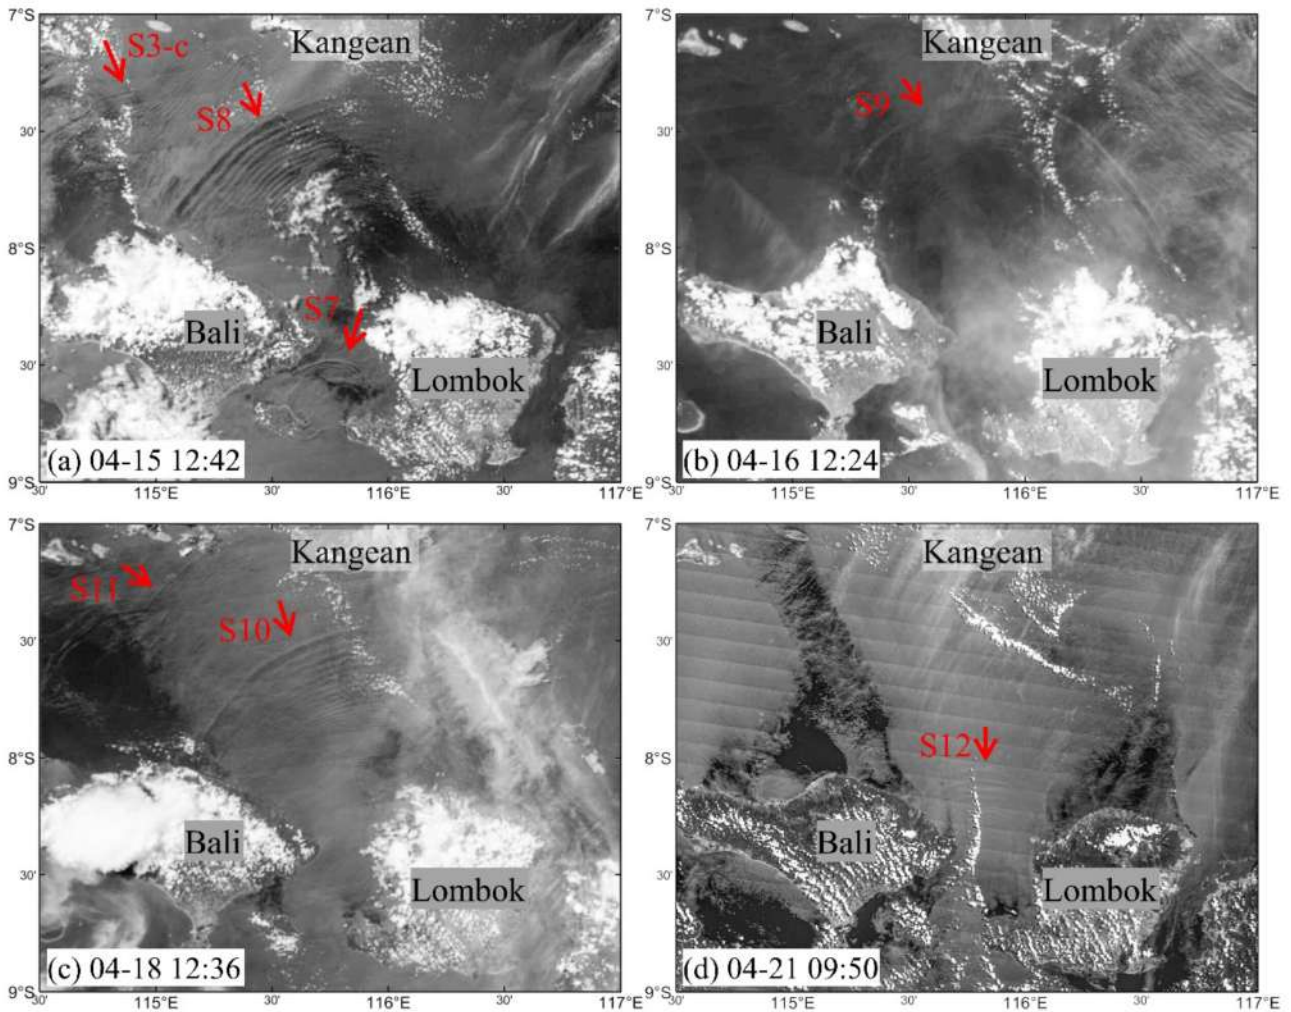 7°S
30'
8°S
30'
9°S
30'
115°E
30'
116°E
30'
117°E
S3-c
Kangean
S8
S7
Bali
Lombok
(a) 04-15 12:42
7°S
30'
8°S
30'
9°S
30'
115°E
30'
116°E
30'
117°E
Kangean
S9
Bali
Lombok
(b) 04-16 12:24
7°S
30'
8°S
30'
9°S
30'
115°E
30'
116°E
30'
117°E
Kangean
S11
S10
Bali
Lombok
(c) 04-18 12:36
7°S
30'
8°S
30'
9°S
30'
115°E
30'
116°E
30'
117°E
Kangean
S12
Bali
Lombok
(d) 04-21 09:50